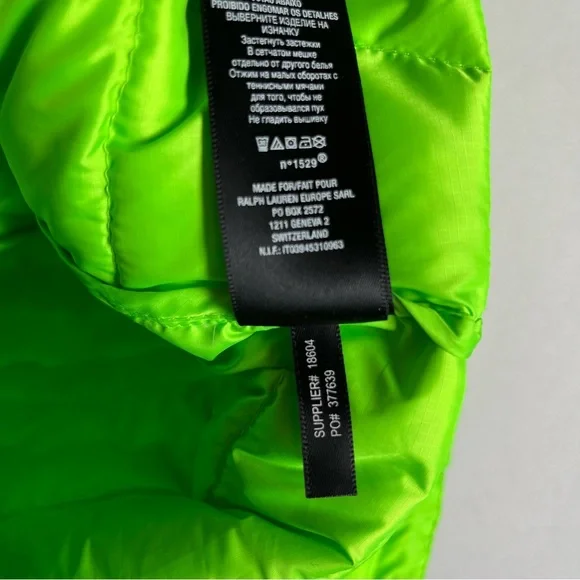 PROIBIDO ENGOMAR OS DETALHES
ВЫВЕРНИТЕ ИЗДЕЛИЕ НА
ИЗНАНКУ
Застегнуть застежки
В сетчатом мешке
отдельно от другого белья
Отжим на малых оборотах с
теннисными мячами
для того, чтобы не
образовывался пух
Не гладить вышивку
n°1529®
MADE FOR/FAIT POUR
RALPH LAUREN EUROPE SARL
PO BOX 2572
1211 GENEVA 2
SWITZERLAND
N.I.F.: IT03945310963
SUPPLIER# 18604
PO# 377639